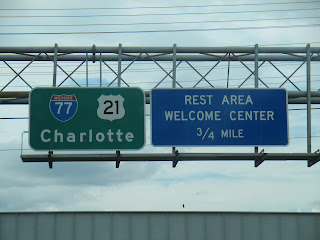 77 21
Charlotte
REST AREA
WELCOME CENTER
3/4 MILE